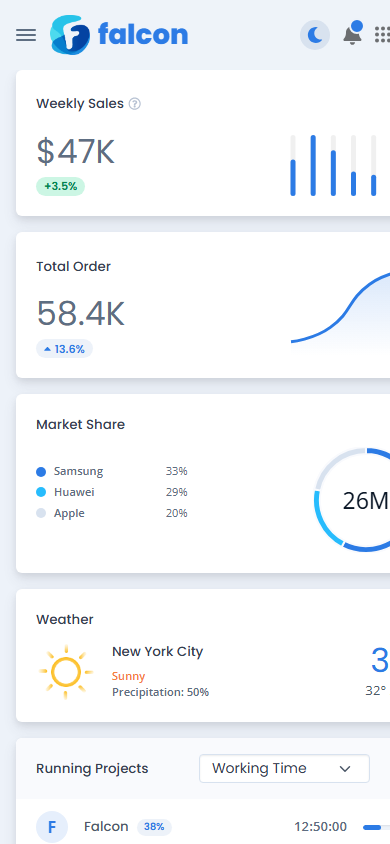 falcon
Weekly Sales
$47K
+3.5%
Total Order
58.4K
13.6%
Market Share
Samsung 33%
Huawei 29%
Apple 20%
26M
Weather
New York City
Sunny
Precipitation: 50%
3
32°
Running Projects Working Time
F Falcon 38% 12:50:00